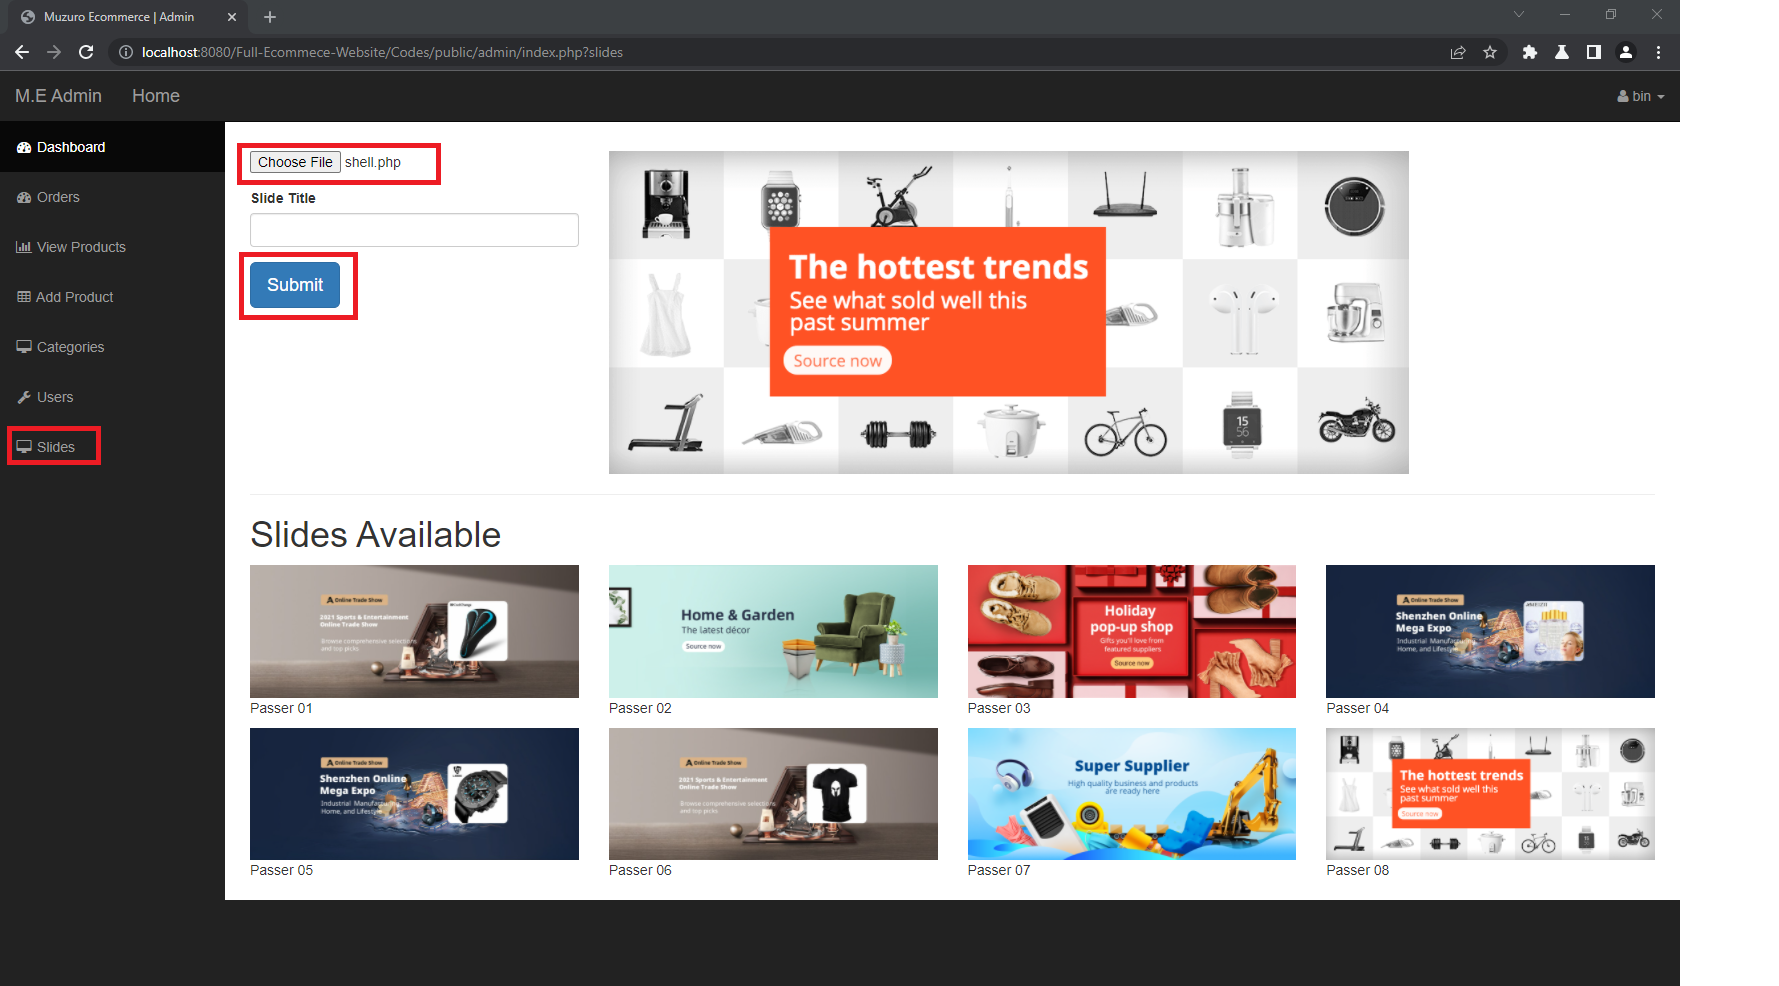 Muzuro Ecommerce | Admin
localhost:8080/Full-Ecommece-Website/Codes/public/admin/index.php?slides
M.E Admin Home bin
Dashboard
Orders
View Products
Add Product
Categories
Users
Slides
Choose File shell.php
Slide Title
Submit
The hottest trends
See what sold well this
past summer
Source now
15
56
Slides Available
Online Trade Show
2021 Sports & Entertainment
Online Trade Show
Browse comprehensive selections
and top picks
Passer 01
Home & Garden
The latest décor
Source now
Passer 02
Holiday
pop-up shop
Gifts you'll love from
featured suppliers
Source now
Passer 03
Online Trade Show
Shenzhen Online
Mega Expo
Industrial, Manufacturing,
Home, and Lifestyle
Passer 04
Online Trade Show
Shenzhen Online
Mega Expo
Industrial, Manufacturing,
Home, and Lifestyle
Passer 05
Online Trade Show
2021 Sports & Entertainment
Online Trade Show
Browse comprehensive selections
and top picks
Passer 06
Super Supplier
High quality business and products
are ready here
Passer 07
The hottest trends
See what sold well this
past summer
Source now
Passer 08